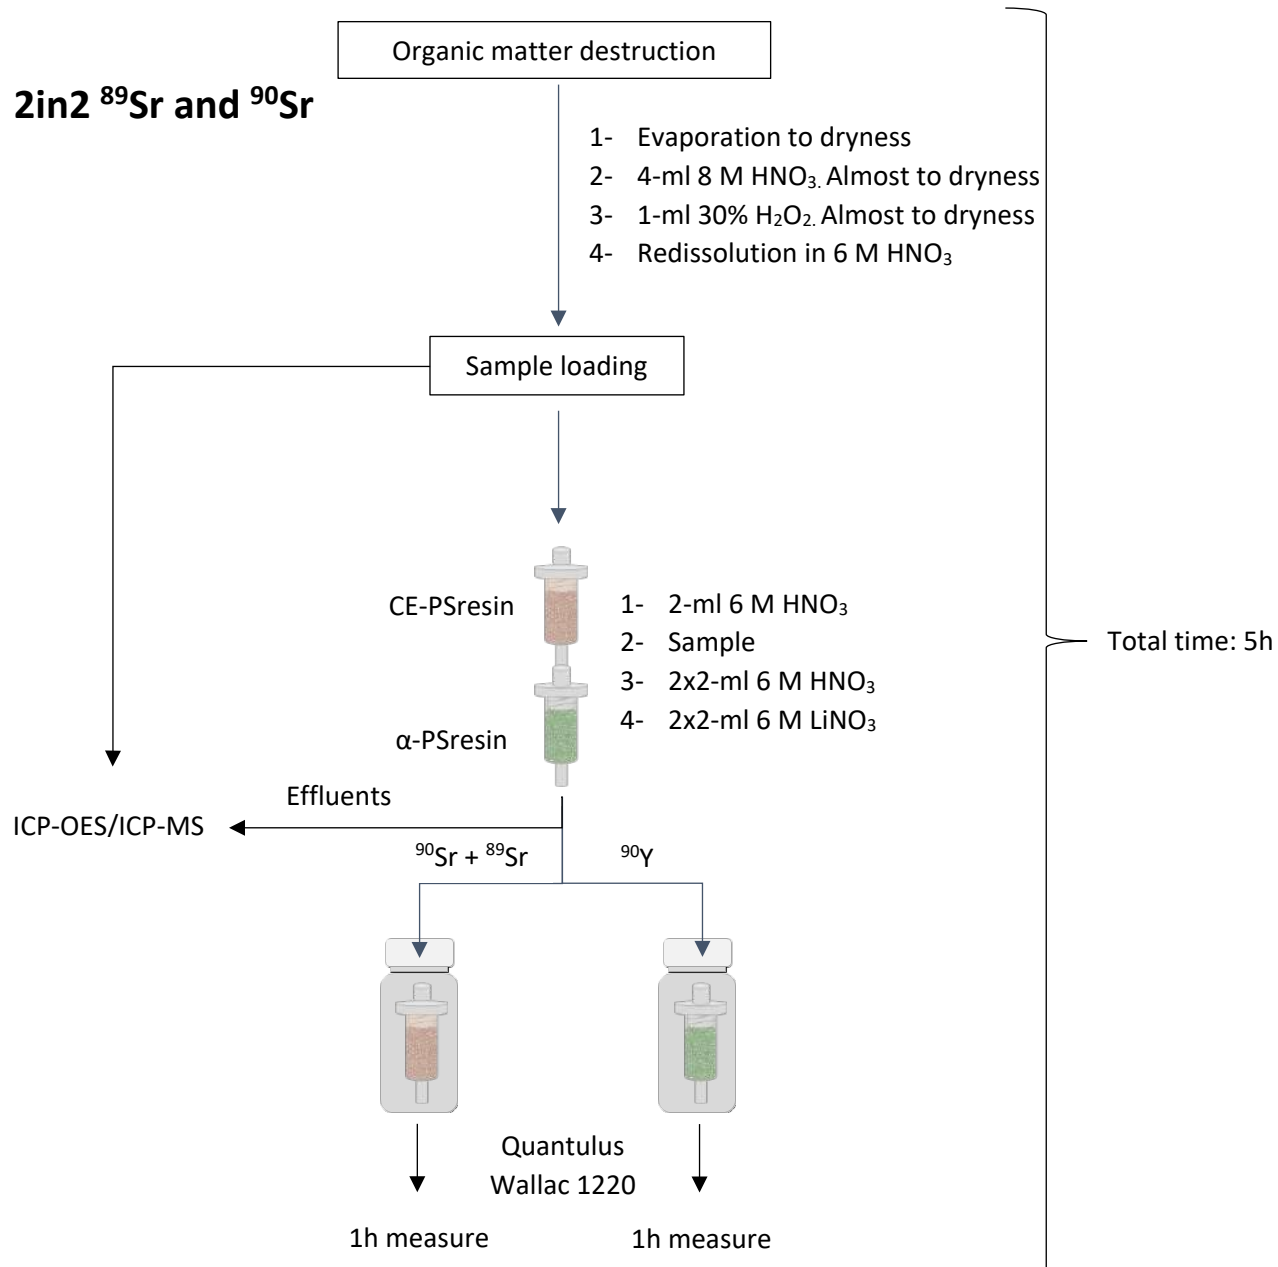 Organic matter destruction
2in2 ⁸⁹Sr and ⁹⁰Sr
1- Evaporation to dryness
2- 4-ml 8 M HNO₃. Almost to dryness
3- 1-ml 30% H₂O₂. Almost to dryness
4- Redissolution in 6 M HNO₃
Sample loading
CE-PSresin
1- 2-ml 6 M HNO₃
2- Sample
3- 2x2-ml 6 M HNO₃
4- 2x2-ml 6 M LiNO₃
α-PSresin
Total time: 5h
Effluents
ICP-OES/ICP-MS
⁹⁰Sr + ⁸⁹Sr
⁹⁰Y
Quantulus
Wallac 1220
1h measure
1h measure